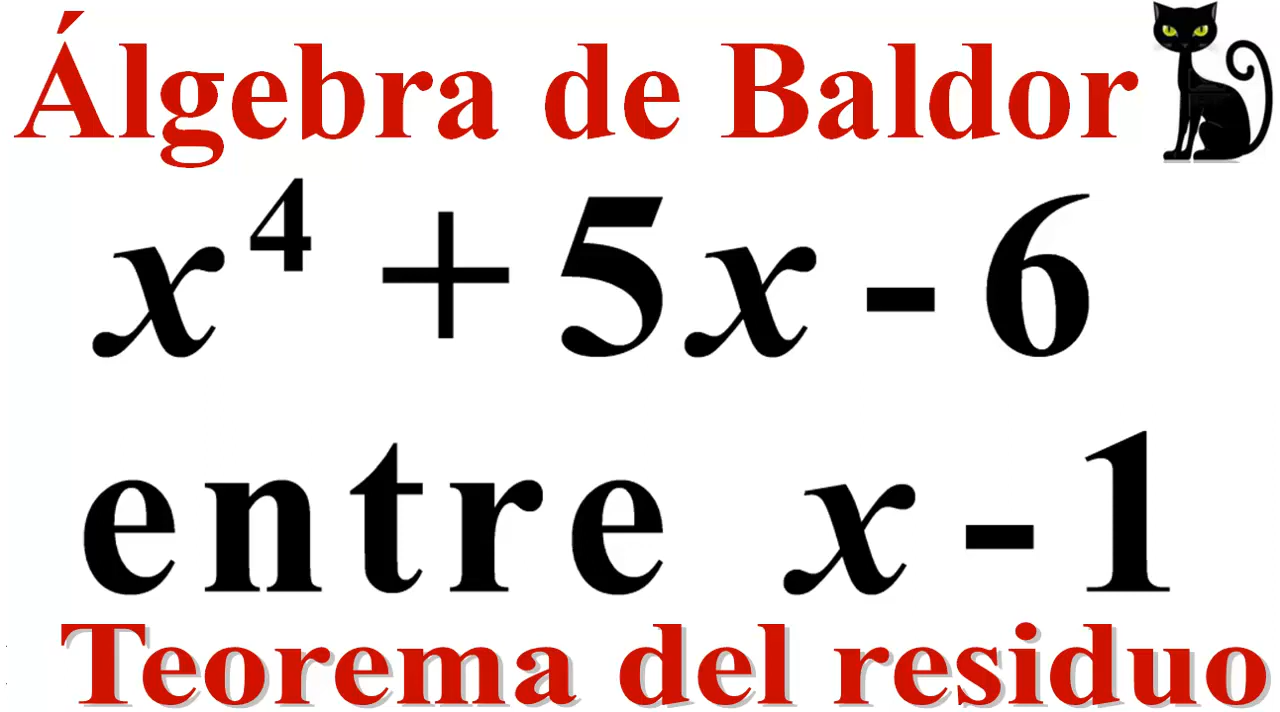 Álgebra de Baldor
x⁴ + 5x - 6
entre x - 1
Teorema del residuo